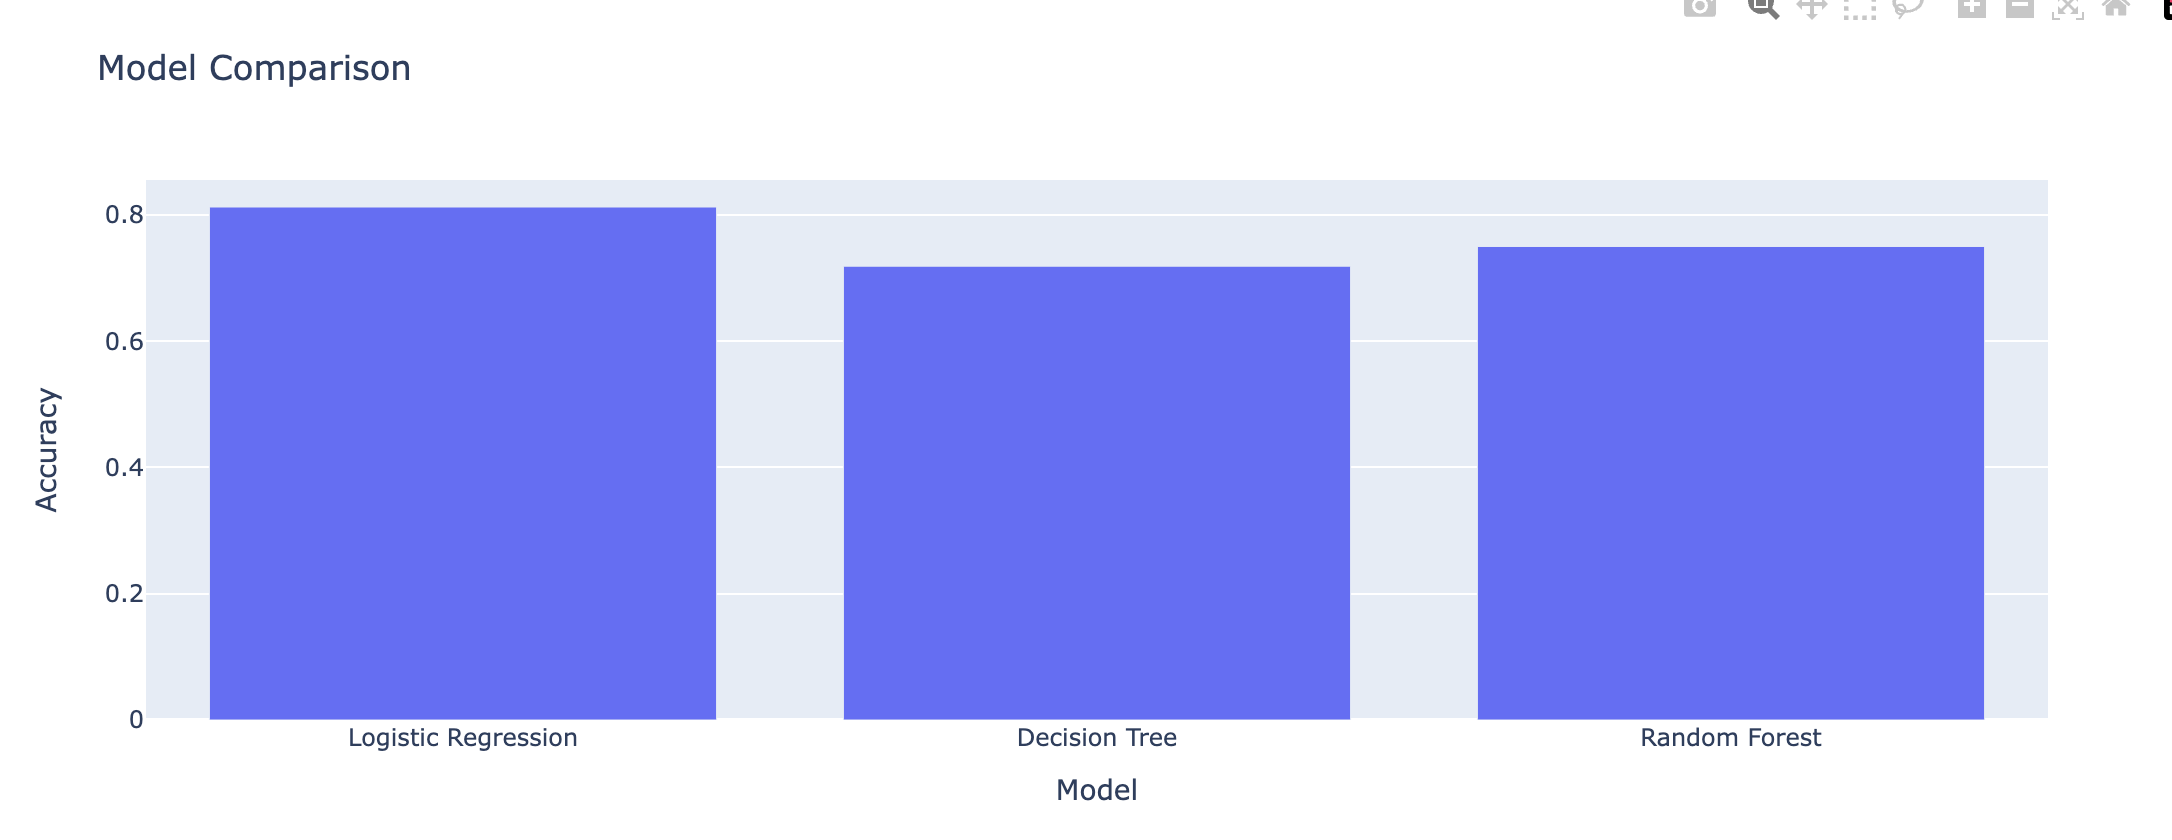 Model Comparison
0.8
0.6
0.4
0.2
0
Accuracy
Logistic Regression
Decision Tree
Random Forest
Model